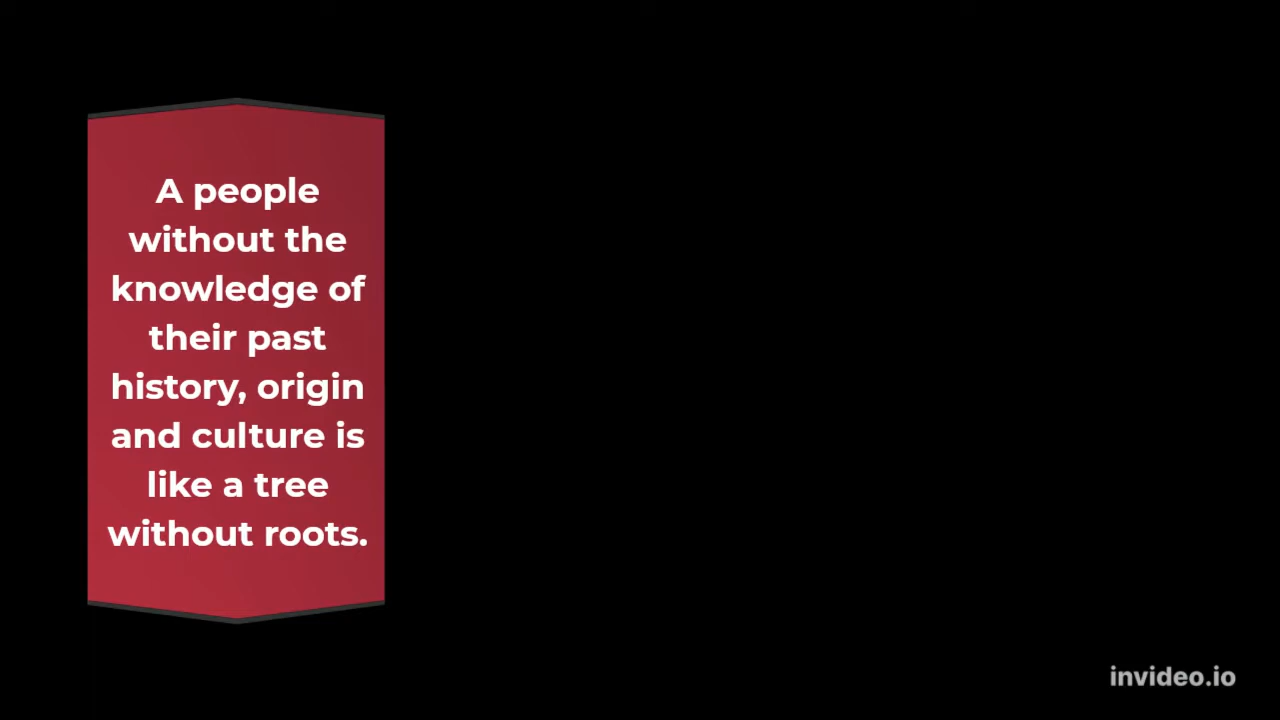 A people
without the
knowledge of
their past
history, origin
and culture is
like a tree
without roots.
invideo.io